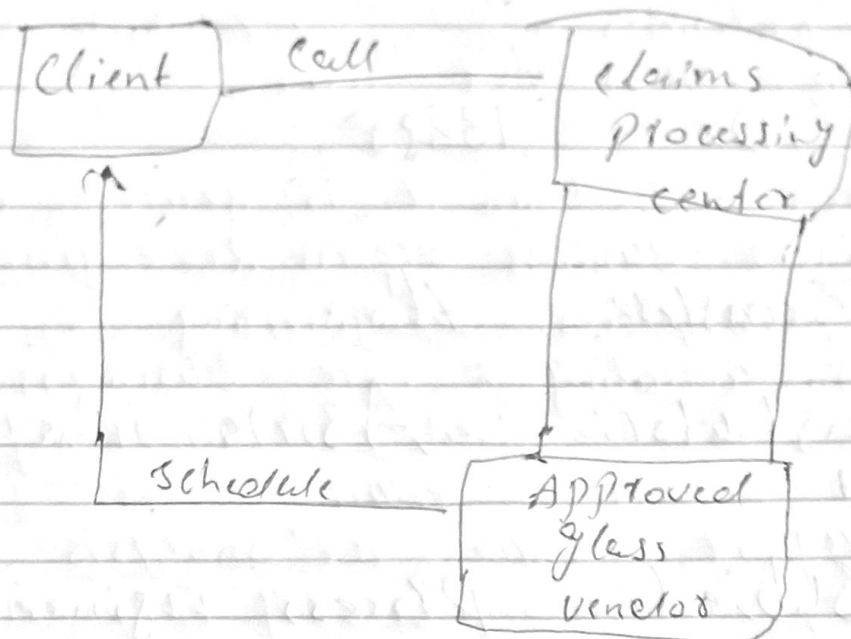 Client
Call
Claims
Processing
center
Schedule
Approved
glass
vendor